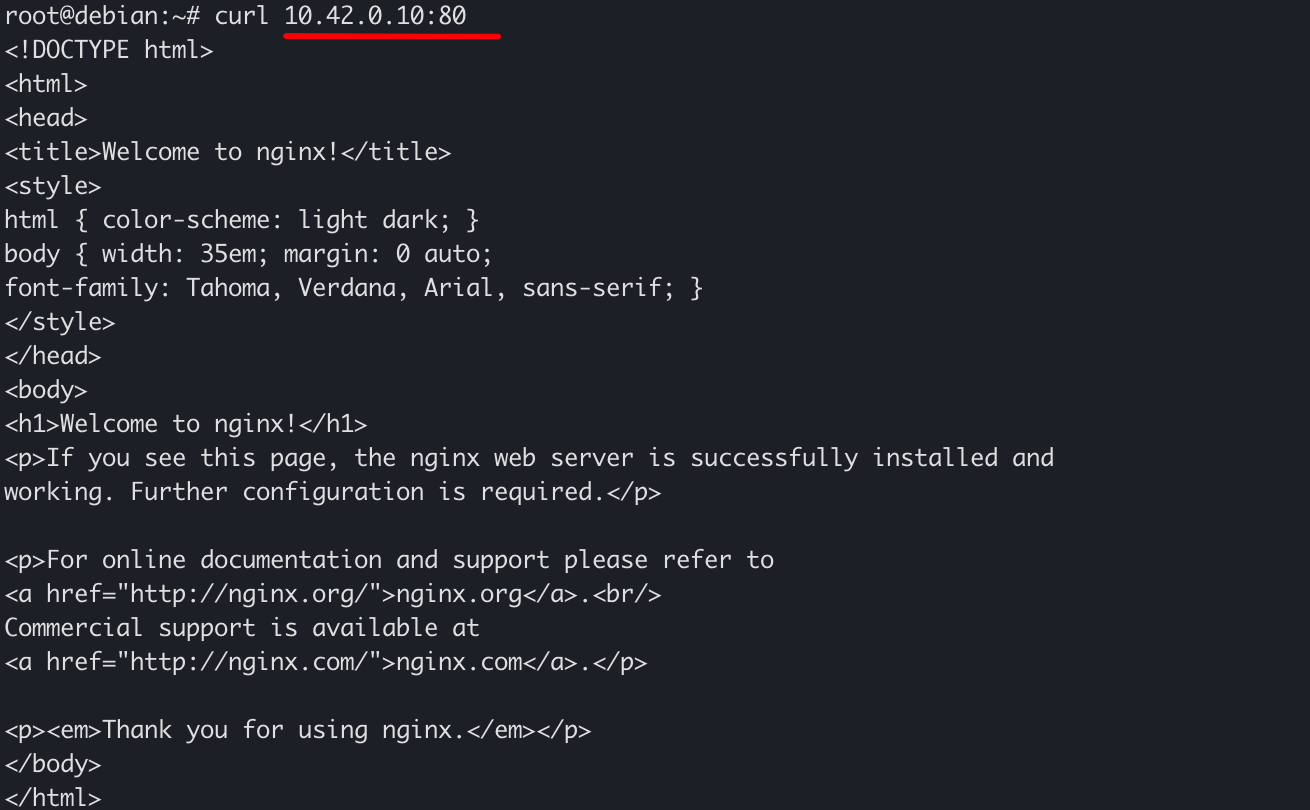 root@debian:~# curl 10.42.0.10:80
<!DOCTYPE html>
<html>
<head>
<title>Welcome to nginx!</title>
<style>
html { color-scheme: light dark; }
body { width: 35em; margin: 0 auto;
font-family: Tahoma, Verdana, Arial, sans-serif; }
</style>
</head>
<body>
<h1>Welcome to nginx!</h1>
<p>If you see this page, the nginx web server is successfully installed and
working. Further configuration is required.</p>

<p>For online documentation and support please refer to
<a href="http://nginx.org/">nginx.org</a>.<br/>
Commercial support is available at
<a href="http://nginx.com/">nginx.com</a>.</p>

<p><em>Thank you for using nginx.</em></p>
</body>
</html>